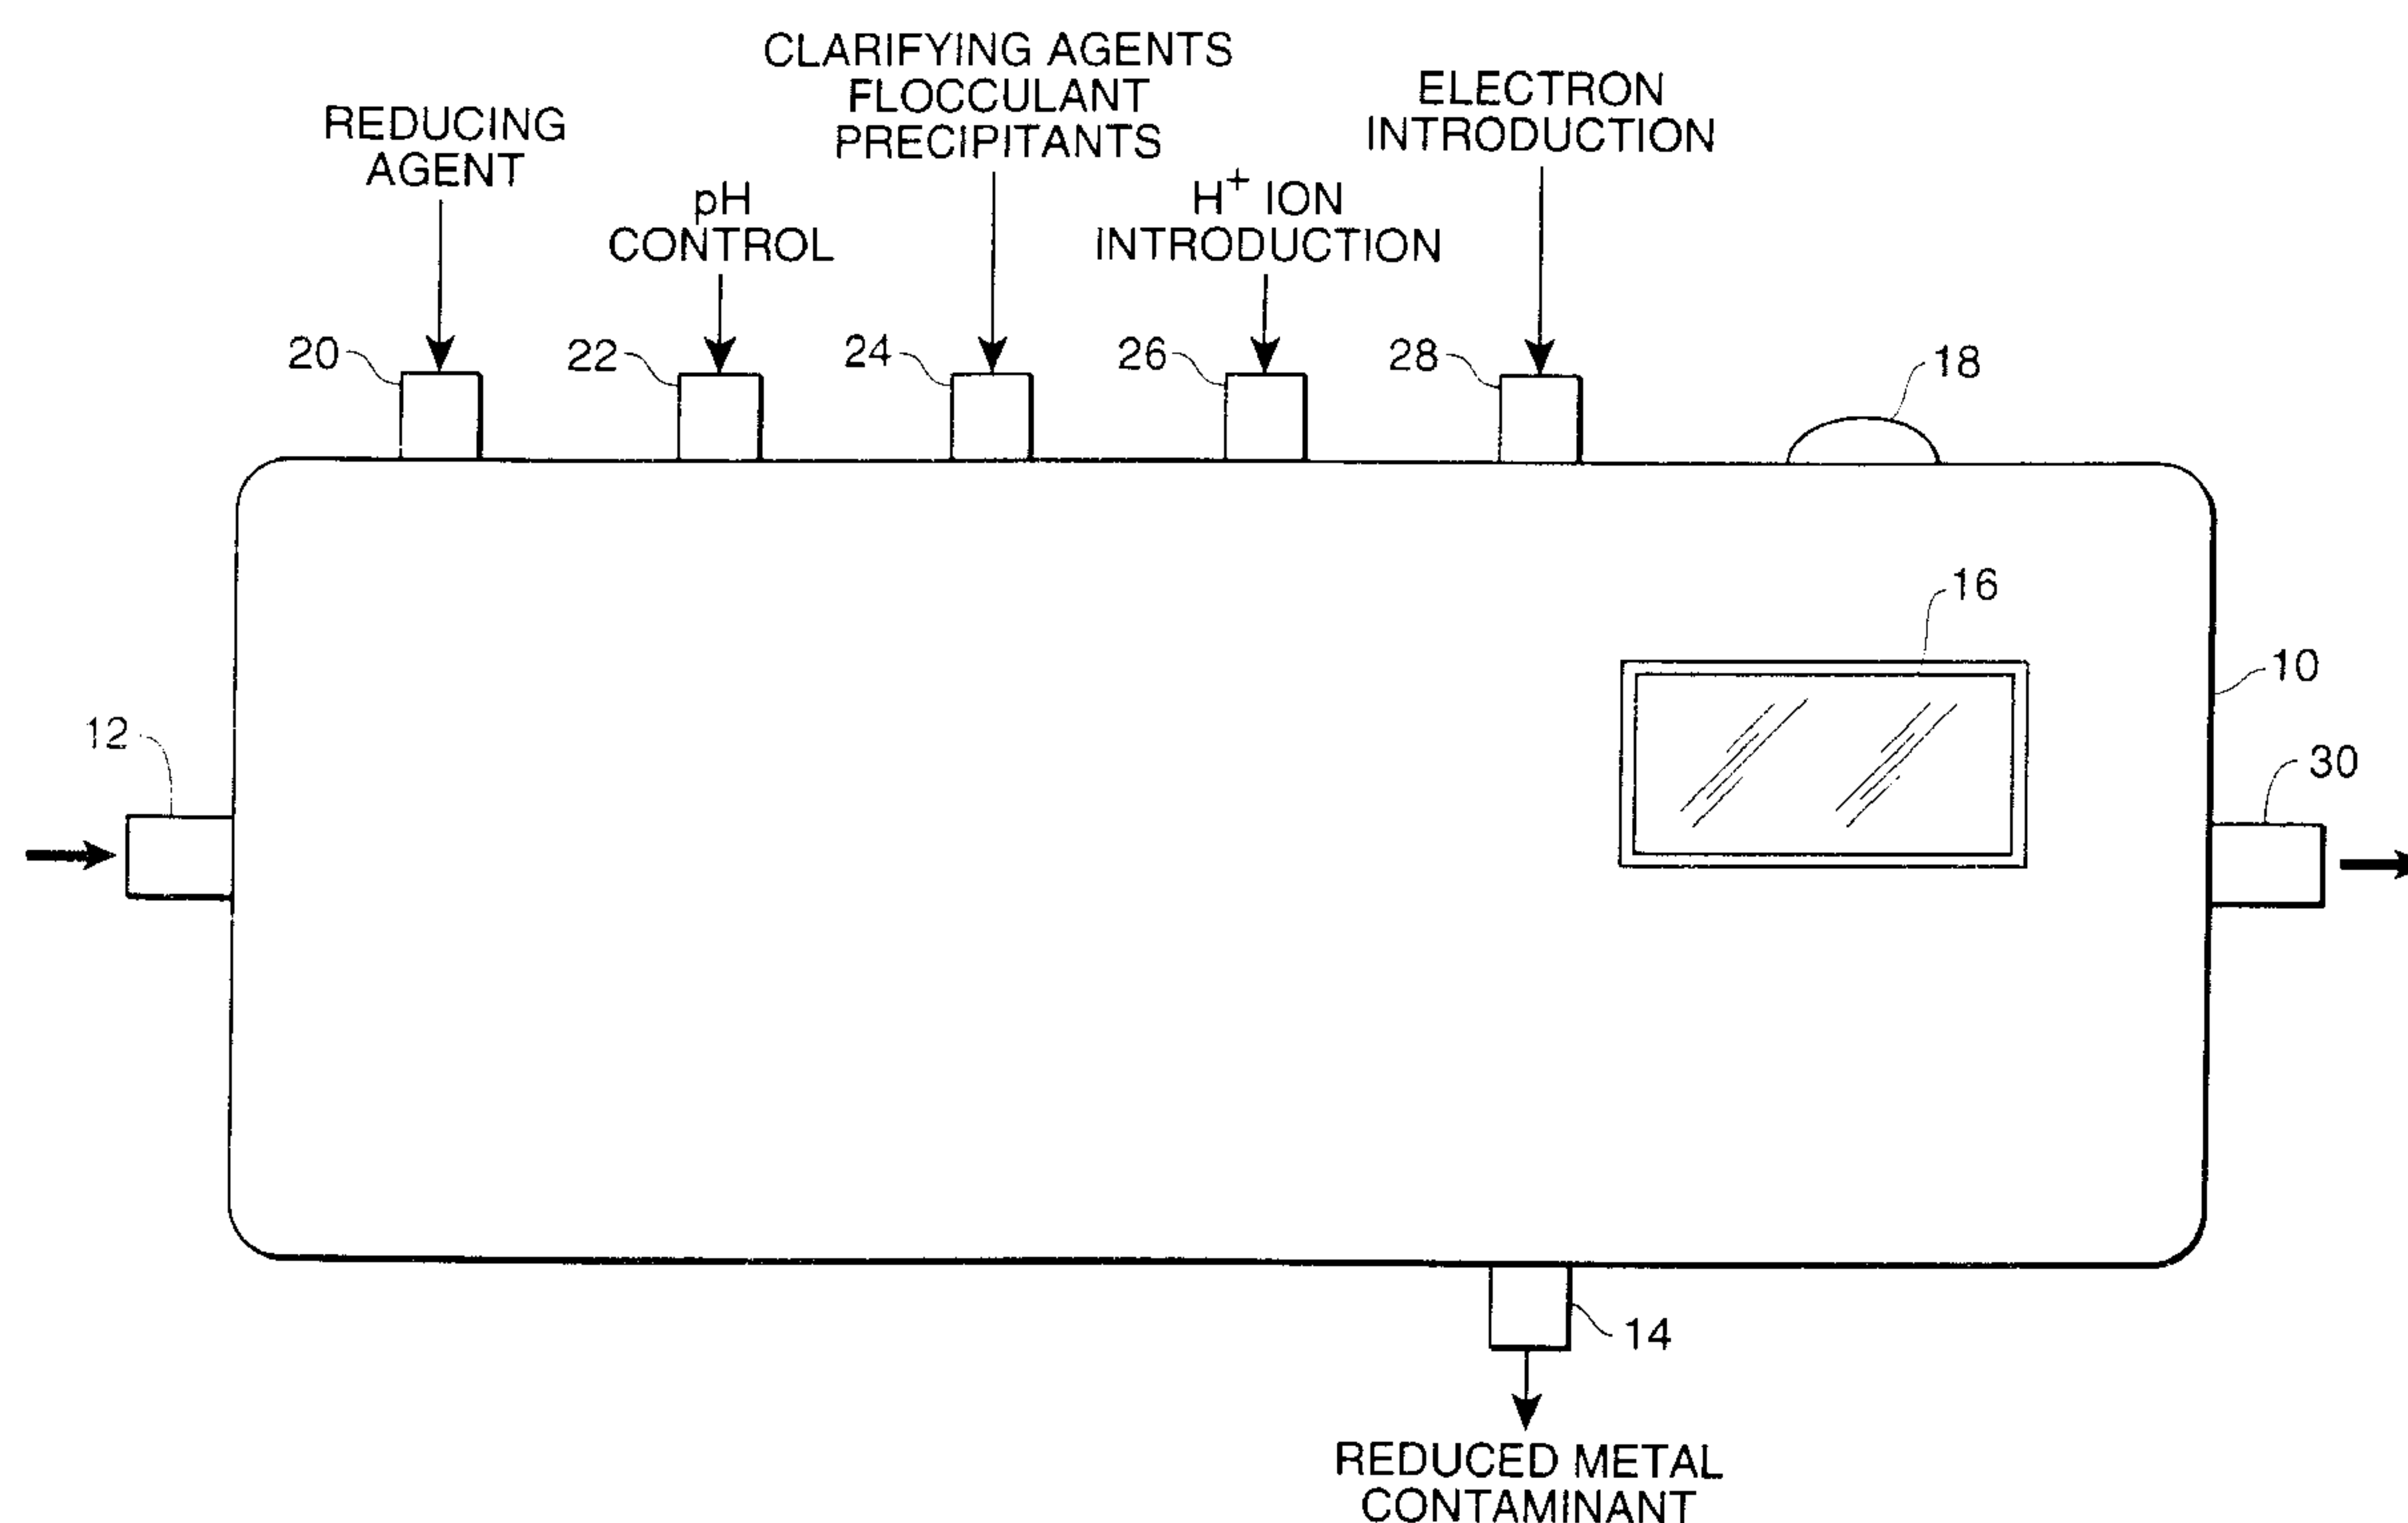 CLARIFYING AGENTS
FLOCCULANT
PRECIPITANTS
REDUCING
AGENT
ELECTRON
INTRODUCTION
pH
CONTROL
H+ ION
INTRODUCTION
20
22
24
26
28
18
16
10
12
30
14
REDUCED METAL
CONTAMINANT